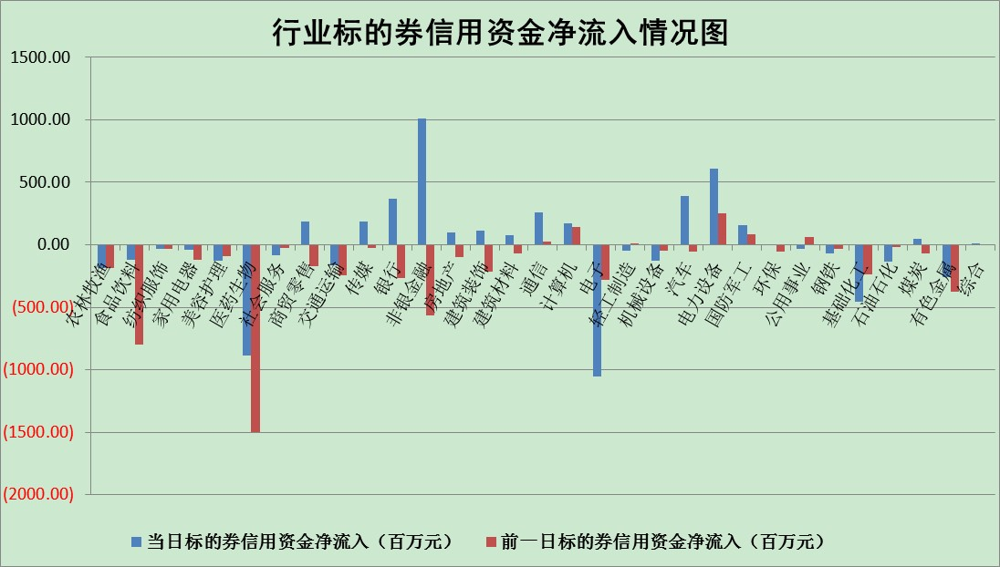 行业标的券信用资金净流入情况图
1500.00
1000.00
500.00
0.00
(500.00)
(1000.00)
(1500.00)
(2000.00)
农林牧渔
食品饮料
纺织服饰
家用电器
美容护理
医药生物
社会服务
商贸零售
交通运输
传媒
银行
非银金融
房地产
建筑装饰
建筑材料
通信
计算机
电子
轻工制造
机械设备
汽车
电力设备
国防军工
环保
公用事业
钢铁
基础化工
石油石化
煤炭
有色金属
综合
当日标的券信用资金净流入（百万元）
前一日标的券信用资金净流入（百万元）